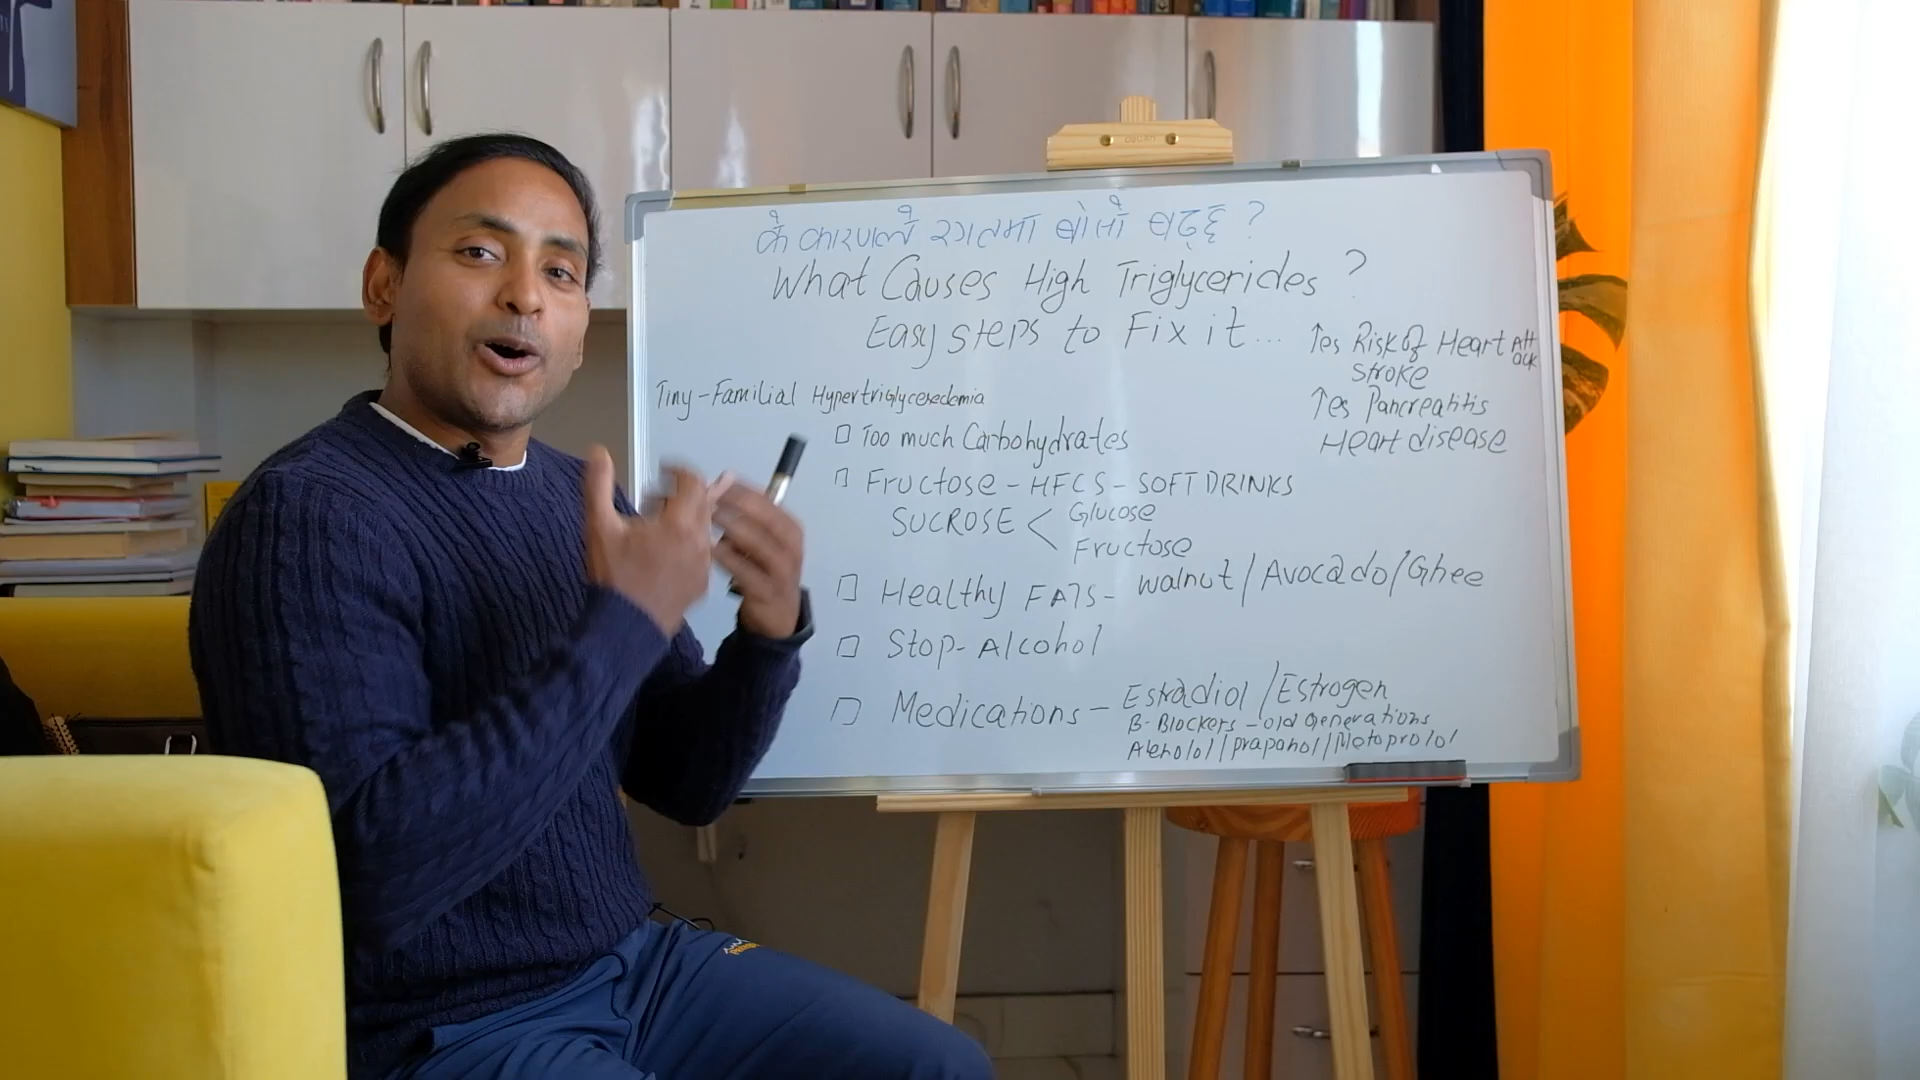 के कारणले रगतमा बोसो बढ्छ ?
What Causes High Triglycerides ?
Easy steps to Fix it...
↑es Risk of Heart Attack
stroke
↑es Pancreatitis
Heart disease
Tiny-Familial Hypertriglyceredemia
□ Too much Carbohydrates
□ Fructose - HFCS - SOFT DRINKS
SUCROSE < Glucose
Fructose
□ Healthy FATS - walnut / Avocado / Ghee
□ Stop - Alcohol
□ Medications - Estradiol / Estrogen
B-Blockers - old Generations
Atenolol / prapanol / Metoprolol